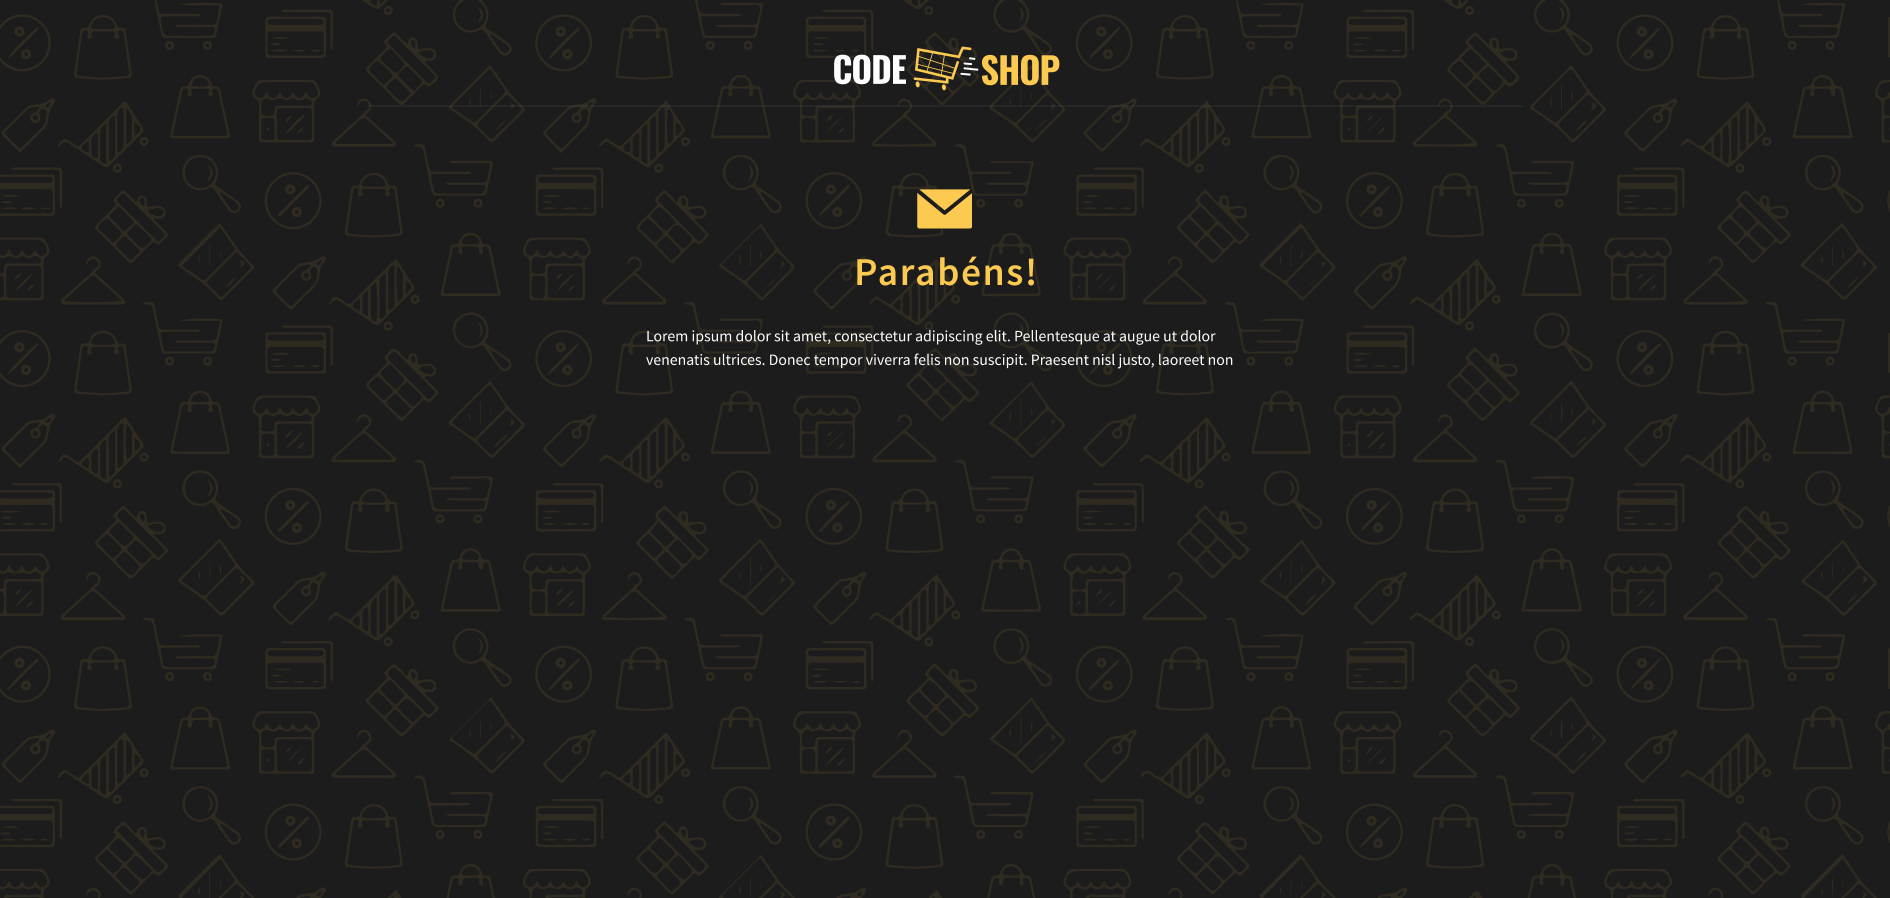 CODE SHOP
Parabéns!
Lorem ipsum dolor sit amet, consectetur adipiscing elit. Pellentesque at augue ut dolor
venenatis ultrices. Donec tempor viverra felis non suscipit. Praesent nisl justo, laoreet non